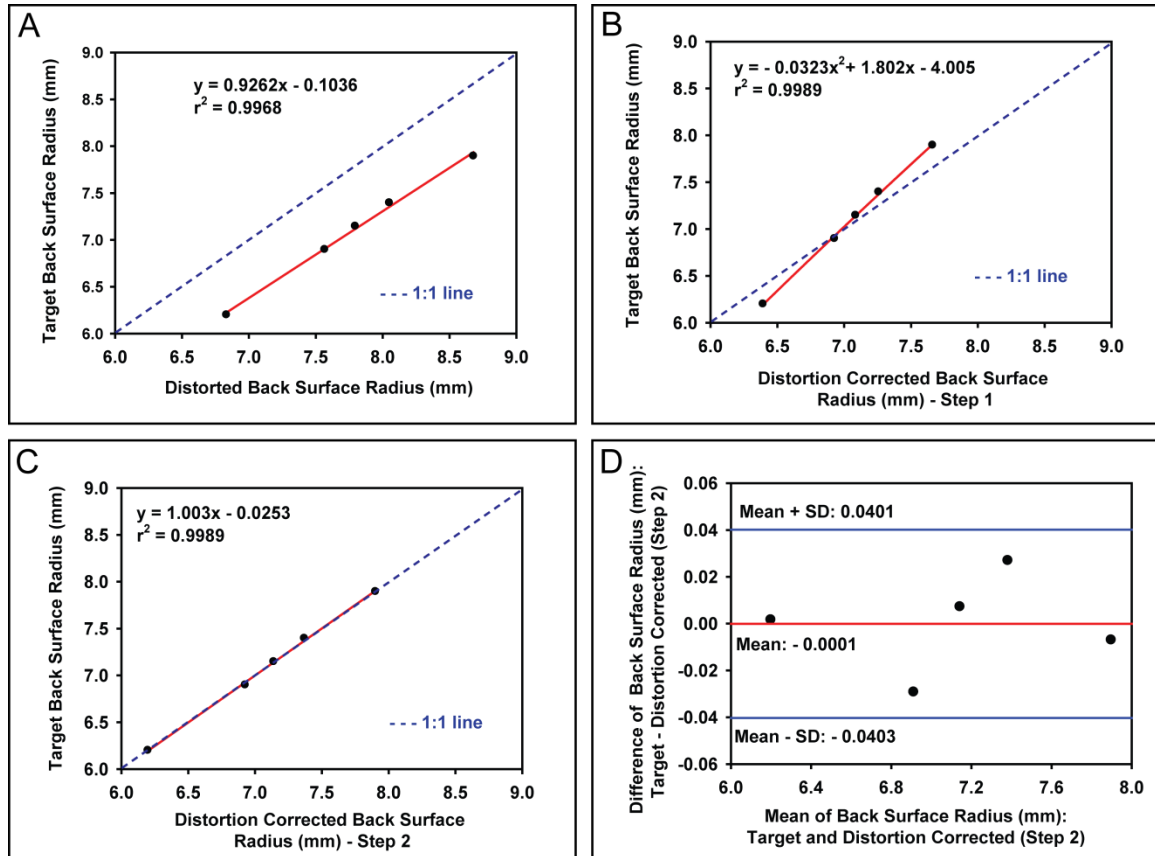 A
Target Back Surface Radius (mm)
9.0
8.5
8.0
7.5
7.0
6.5
6.0
y = 0.9262x - 0.1036
r² = 0.9968
1:1 line
6.0 6.5 7.0 7.5 8.0 8.5 9.0
Distorted Back Surface Radius (mm)
B
Target Back Surface Radius (mm)
9.0
8.5
8.0
7.5
7.0
6.5
6.0
y = - 0.0323x² + 1.802x - 4.005
r² = 0.9989
1:1 line
6.0 6.5 7.0 7.5 8.0 8.5 9.0
Distortion Corrected Back Surface
Radius (mm) - Step 1
C
Target Back Surface Radius (mm)
9.0
8.5
8.0
7.5
7.0
6.5
6.0
y = 1.003x - 0.0253
r² = 0.9989
1:1 line
6.0 6.5 7.0 7.5 8.0 8.5 9.0
Distortion Corrected Back Surface
Radius (mm) - Step 2
D
Difference of Back Surface Radius (mm):
Target - Distortion Corrected (Step 2)
0.06
0.04
0.02
0.00
-0.02
-0.04
-0.06
Mean + SD: 0.0401
Mean: - 0.0001
Mean - SD: - 0.0403
6.0 6.4 6.8 7.2 7.6 8.0
Mean of Back Surface Radius (mm):
Target and Distortion Corrected (Step 2)